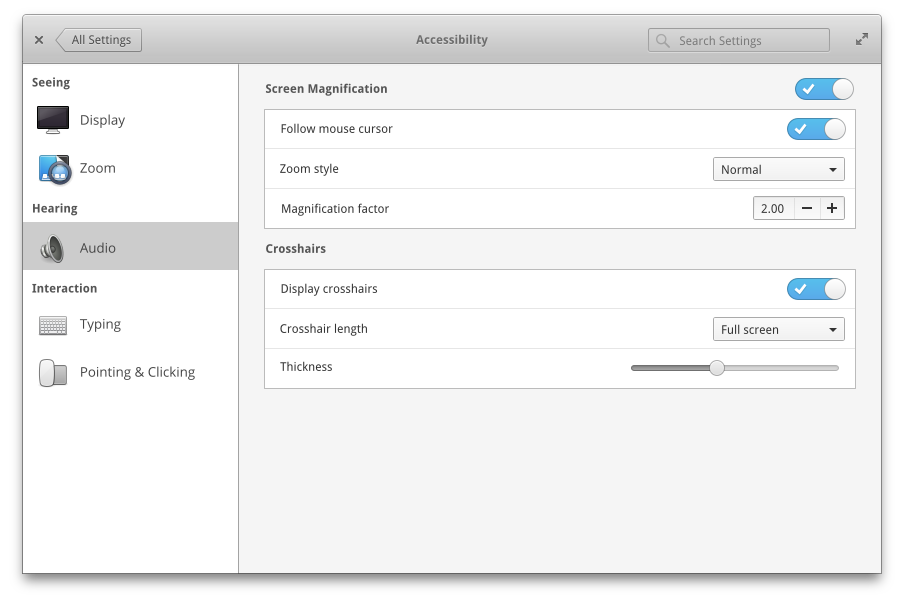 All Settings
Accessibility
Search Settings
Seeing
Display
Zoom
Hearing
Audio
Interaction
Typing
Pointing & Clicking
Screen Magnification
Follow mouse cursor
Zoom style
Normal
Magnification factor
2.00
Crosshairs
Display crosshairs
Crosshair length
Full screen
Thickness